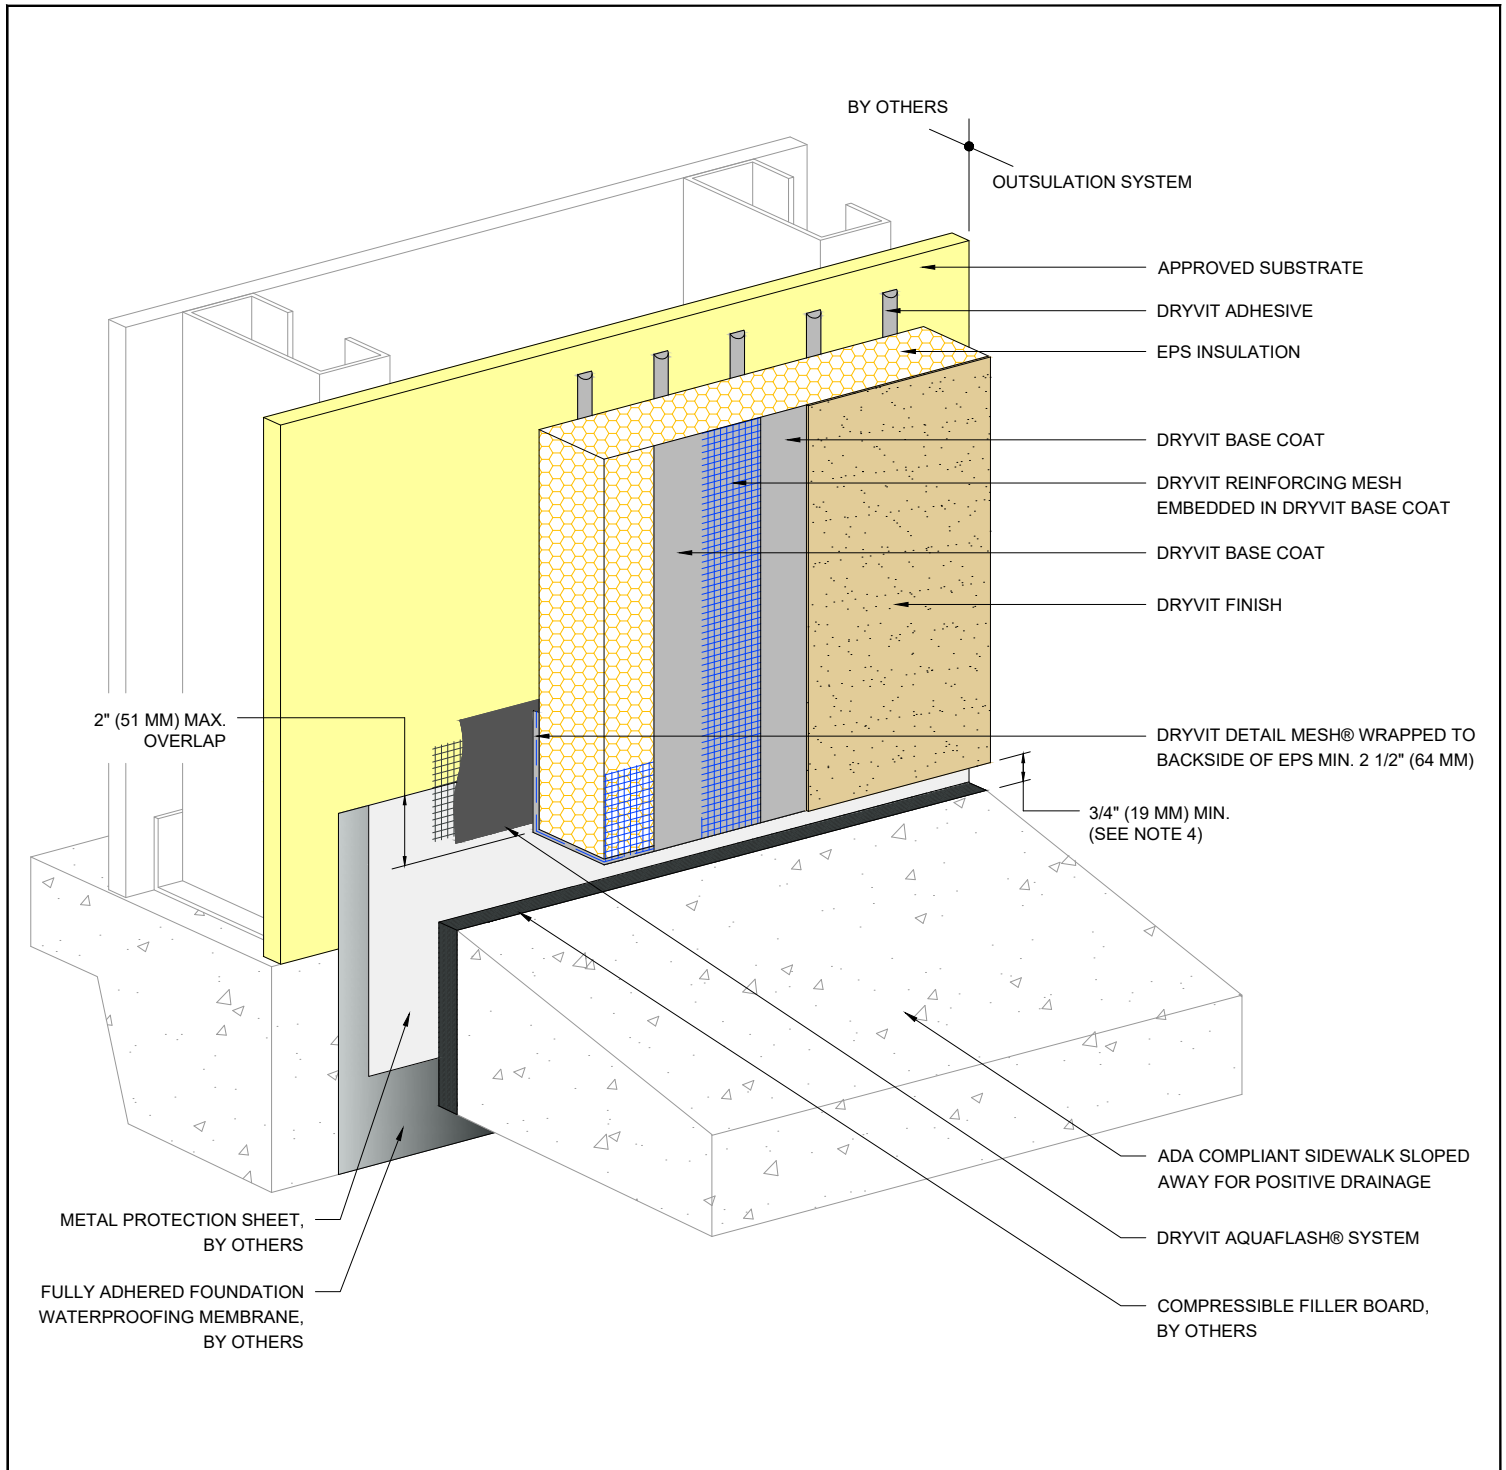 BY OTHERS
OUTSULATION SYSTEM
APPROVED SUBSTRATE
DRYVIT ADHESIVE
EPS INSULATION
DRYVIT BASE COAT
DRYVIT REINFORCING MESH
EMBEDDED IN DRYVIT BASE COAT
DRYVIT BASE COAT
DRYVIT FINISH
2" (51 MM) MAX.
OVERLAP
DRYVIT DETAIL MESH® WRAPPED TO
BACKSIDE OF EPS MIN. 2 1/2" (64 MM)
3/4" (19 MM) MIN.
(SEE NOTE 4)
ADA COMPLIANT SIDEWALK SLOPED
AWAY FOR POSITIVE DRAINAGE
METAL PROTECTION SHEET,
BY OTHERS
DRYVIT AQUAFLASH® SYSTEM
FULLY ADHERED FOUNDATION
WATERPROOFING MEMBRANE,
BY OTHERS
COMPRESSIBLE FILLER BOARD,
BY OTHERS